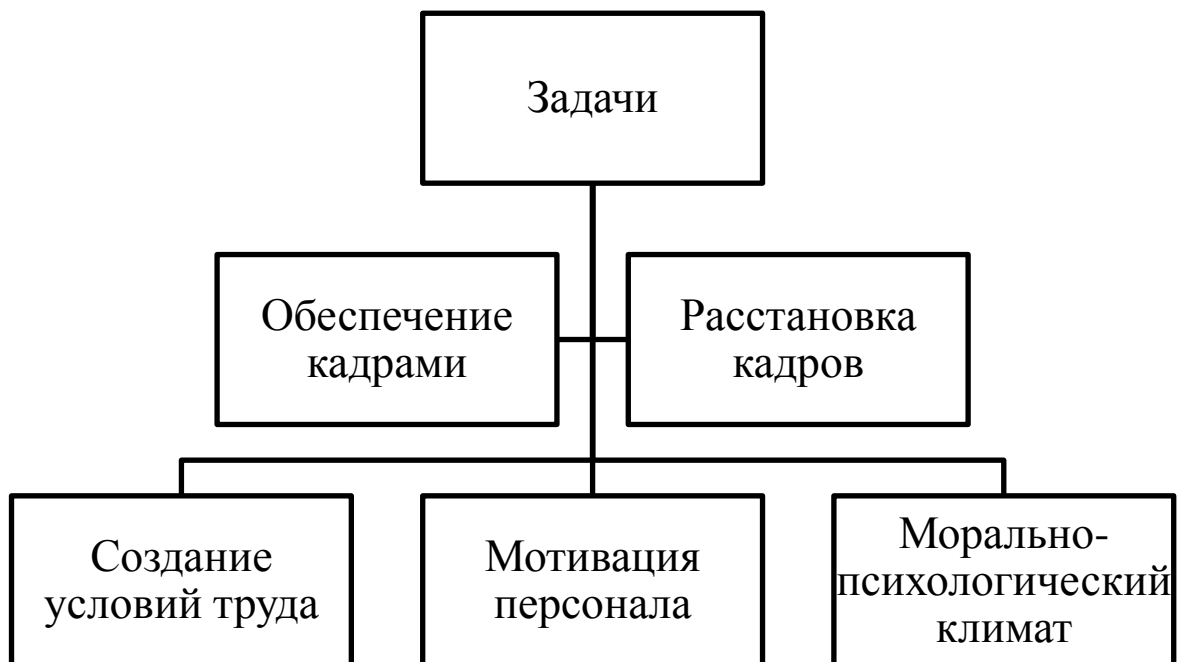 Задачи
Обеспечение
кадрами
Расстановка
кадров
Создание
условий труда
Мотивация
персонала
Морально-
психологический
климат